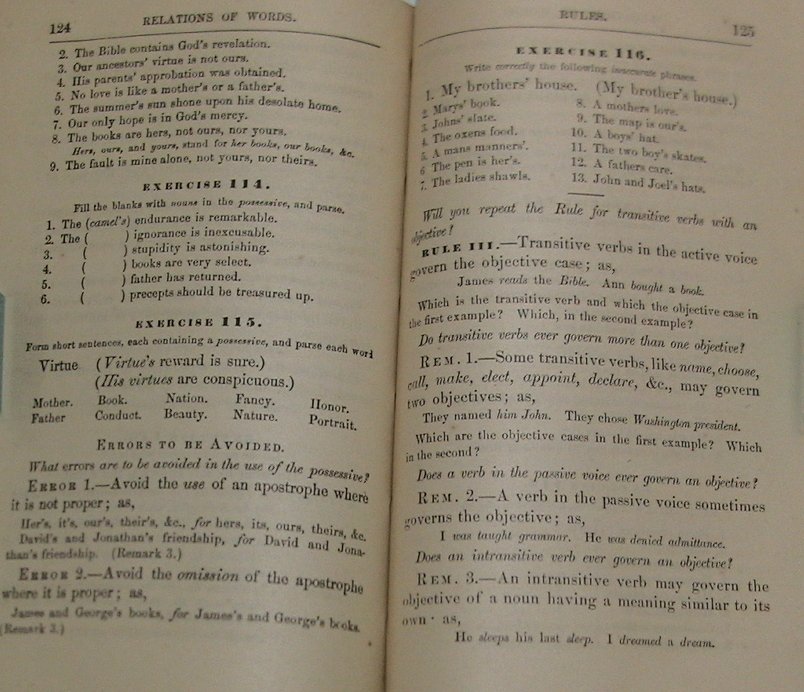 124 RELATIONS OF WORDS.
2. The Bible contains God's revelation.
3. Our ancestors' virtue is not ours.
4. His parents' approbation was obtained.
5. No love is like a mother's or a father's.
6. The summer's sun shone upon his desolate home.
7. Our only hope is in God's mercy.
8. The books are hers, not ours, nor yours.
Hers, ours, and yours, stand for her books, our books, &c.
9. The fault is mine alone, not yours, nor theirs.
EXERCISE 114.
Fill the blanks with nouns in the possessive, and parse.
1. The (camel's) endurance is remarkable.
2. The ( ) ignorance is inexcusable.
3. ( ) stupidity is astonishing.
4. ( ) books are very select.
5. ( ) father has returned.
6. ( ) precepts should be treasured up.
EXERCISE 115.
Form short sentences, each containing a possessive, and parse each word
Virtue (Virtue's reward is sure.)
(His virtues are conspicuous.)
Mother. Book. Nation. Fancy. Honor.
Father Conduct. Beauty. Nature. Portrait.
ERRORS TO BE AVOIDED.
What errors are to be avoided in the use of the possessive?
ERROR 1.—Avoid the use of an apostrophe where
it is not proper; as,
Her's, it's, our's, their's, &c., for hers, its, ours, theirs, &c.
David's and Jonathan's friendship, for David and Jona-
than's friendship. (Remark 3.)
ERROR 2.—Avoid the omission of the apostrophe
where it is proper; as,
James and George's books, for James's and George's books.
(Remark 3.)
RULES. 125
EXERCISE 116.
Write correctly the following inaccurate phrases.
1. My brothers' house. (My brother's house.)
2. Marys' book. 8. A mothers love.
3. Johns' slate. 9. The map is our's.
4. The oxens food. 10. A boys' hat.
5. A mans manners'. 11. The two boy's skates.
6 The pen is her's. 12. A fathers care.
7. The ladies shawls. 13. John and Joel's hats.
Will you repeat the Rule for transitive verbs with an
objective?
RULE III.—Transitive verbs in the active voice
govern the objective case; as,
James reads the Bible. Ann bought a book.
Which is the transitive verb and which the objective case in
the first example? Which, in the second example?
Do transitive verbs ever govern more than one objective?
REM. 1.—Some transitive verbs, like name, choose,
call, make, elect, appoint, declare, &c., may govern
two objectives; as,
They named him John. They chose Washington president.
Which are the objective cases in the first example? Which
in the second?
Does a verb in the passive voice ever govern an objective?
REM. 2.—A verb in the passive voice sometimes
governs the objective; as,
I was taught grammar. He was denied admittance.
Does an intransitive verb ever govern an objective?
REM. 3.—An intransitive verb may govern the
objective of a noun having a meaning similar to its
own · as,
He sleeps his last sleep. I dreamed a dream.